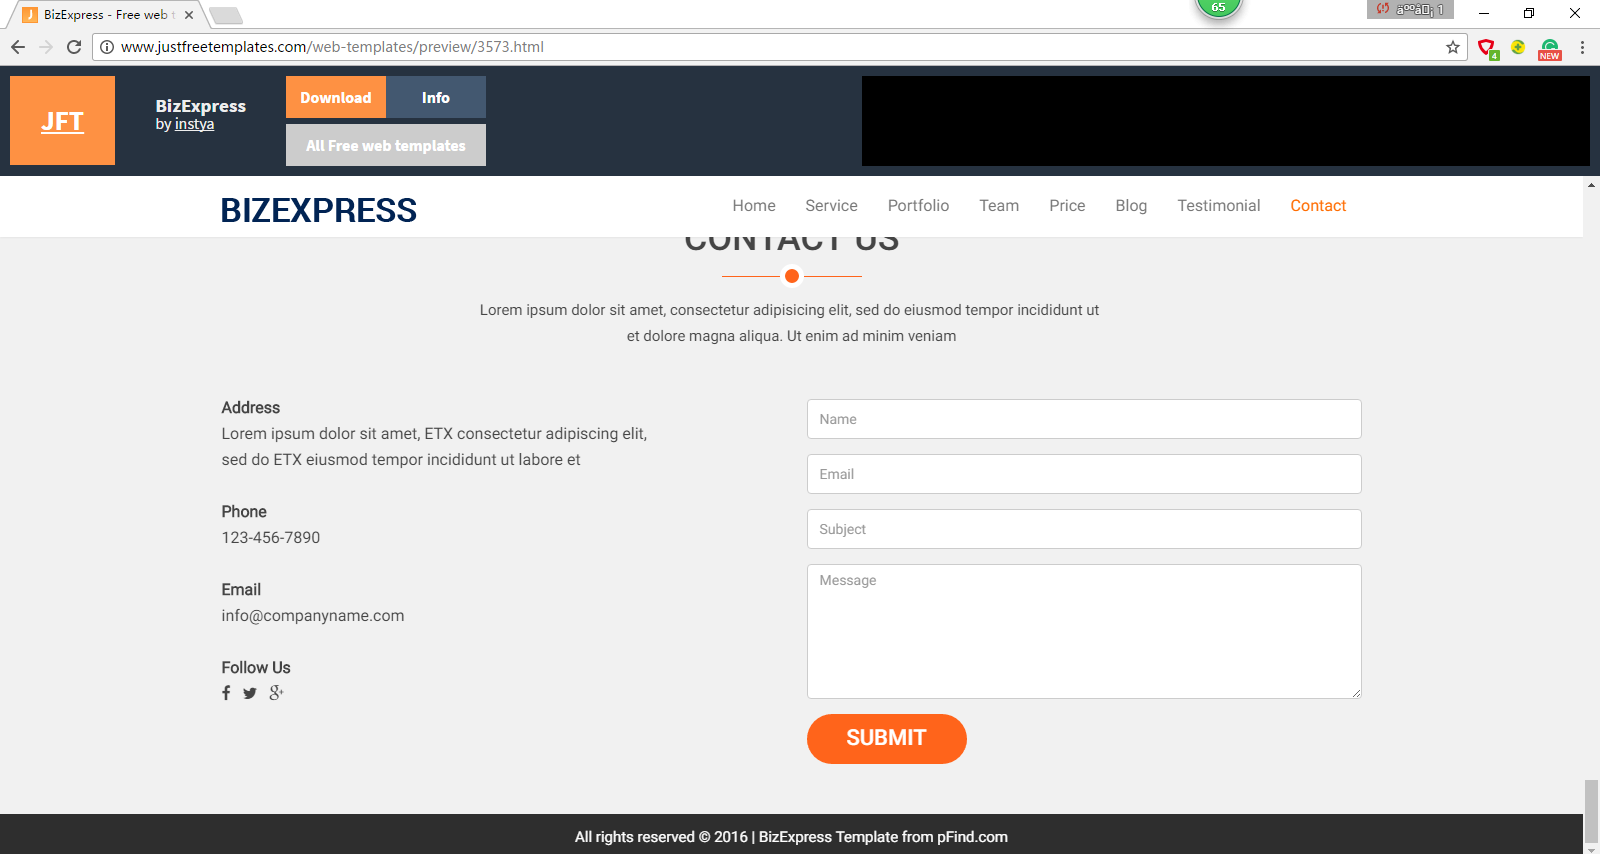 65
1
BizExpress - Free web t
www.justfreetemplates.com/web-templates/preview/3573.html
4
NEW
JFT
BizExpress
by instya
Download
Info
All Free web templates
BIZEXPRESS
Home
Service
Portfolio
Team
Price
Blog
Testimonial
Contact
CONTACT US
Lorem ipsum dolor sit amet, consectetur adipisicing elit, sed do eiusmod tempor incididunt ut
et dolore magna aliqua. Ut enim ad minim veniam
Address
Lorem ipsum dolor sit amet, ETX consectetur adipiscing elit,
sed do ETX eiusmod tempor incididunt ut labore et
Phone
123-456-7890
Email
info@companyname.com
Follow Us
Name
Email
Subject
Message
SUBMIT
All rights reserved © 2016 | BizExpress Template from pFind.com